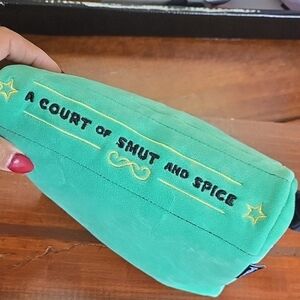 A COURT OF SMUT AND SPICE